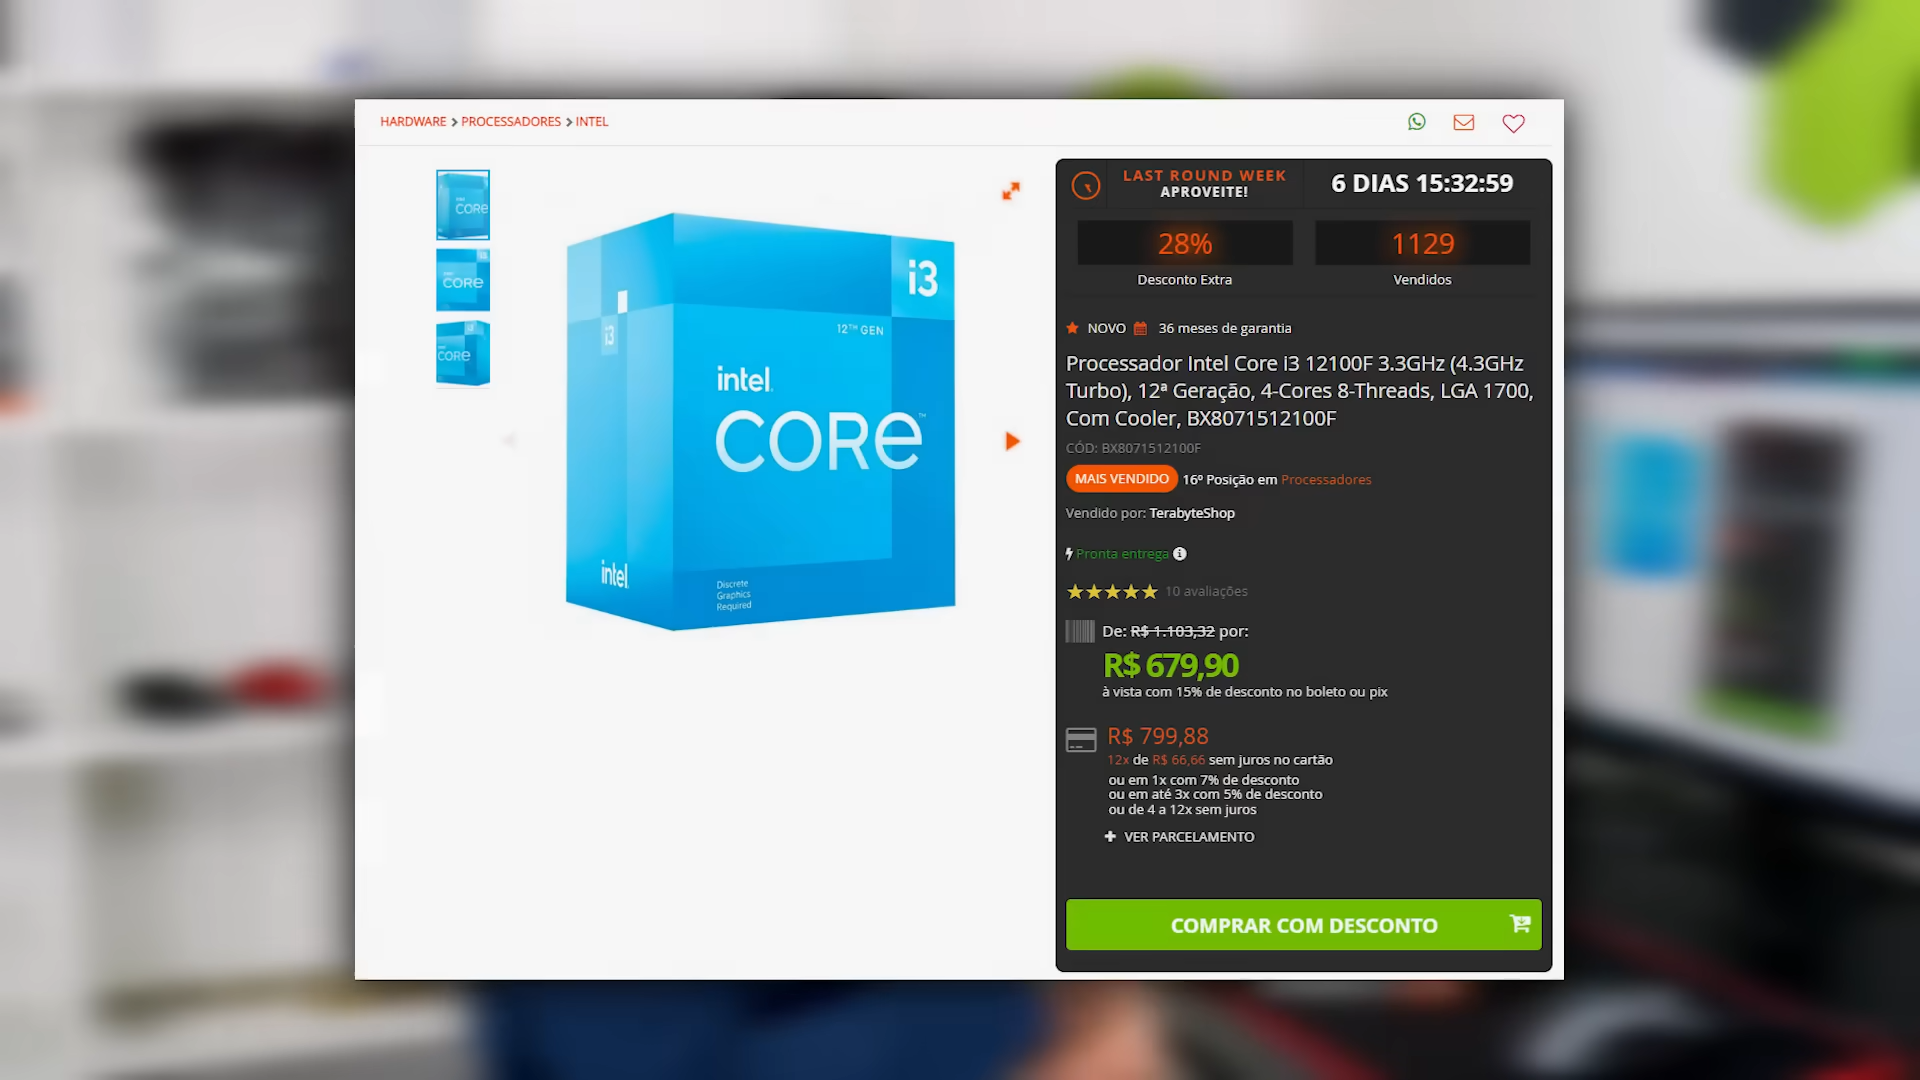 HARDWARE > PROCESSADORES > INTEL
CORE
CORE
CORE
i3
i3
12TH GEN
intel.
CORE™
intel.
Discrete
Graphics
Required
LAST ROUND WEEK
APROVEITE!
6 DIAS 15:32:59
28%
Desconto Extra
1129
Vendidos
NOVO 36 meses de garantia
Processador Intel Core i3 12100F 3.3GHz (4.3GHz
Turbo), 12ª Geração, 4-Cores 8-Threads, LGA 1700,
Com Cooler, BX8071512100F
CÓD: BX8071512100F
MAIS VENDIDO 16º Posição em Processadores
Vendido por: TerabyteShop
Pronta entrega
10 avaliações
De: R$ 1.103,32 por:
R$ 679,90
à vista com 15% de desconto no boleto ou pix
R$ 799,88
12x de R$ 66,66 sem juros no cartão
ou em 1x com 7% de desconto
ou em até 3x com 5% de desconto
ou de 4 a 12x sem juros
+ VER PARCELAMENTO
COMPRAR COM DESCONTO